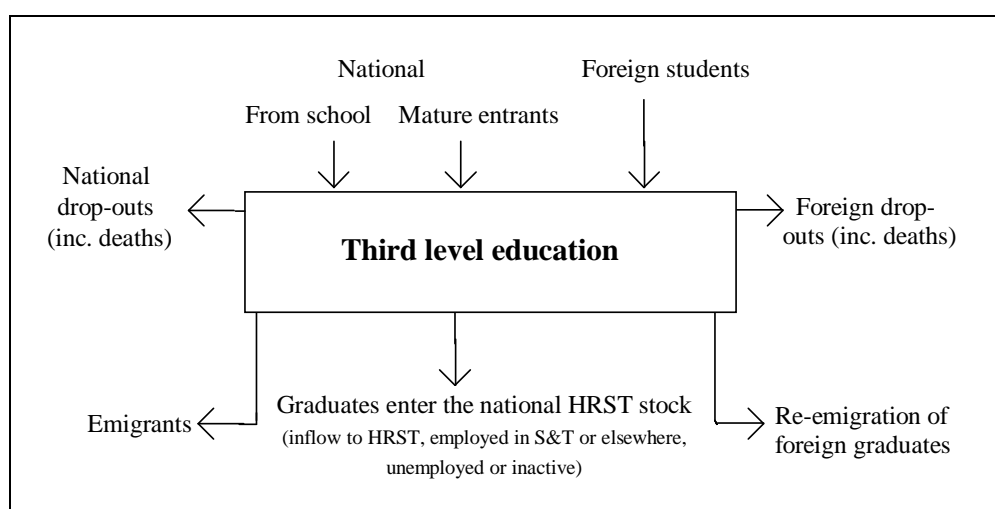 National
Foreign students
From school
Mature entrants
National
drop-outs
(inc. deaths)
Third level education
Foreign drop-
outs (inc. deaths)
Emigrants
Graduates enter the national HRST stock
(inflow to HRST, employed in S&T or elsewhere,
unemployed or inactive)
Re-emigration of
foreign graduates